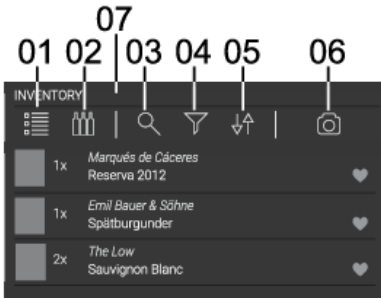 07
01 02 03 04 05 06
INVENTORY
1x Marqués de Cáceres
Reserva 2012
1x Emil Bauer & Söhne
Spätburgunder
2x The Low
Sauvignon Blanc